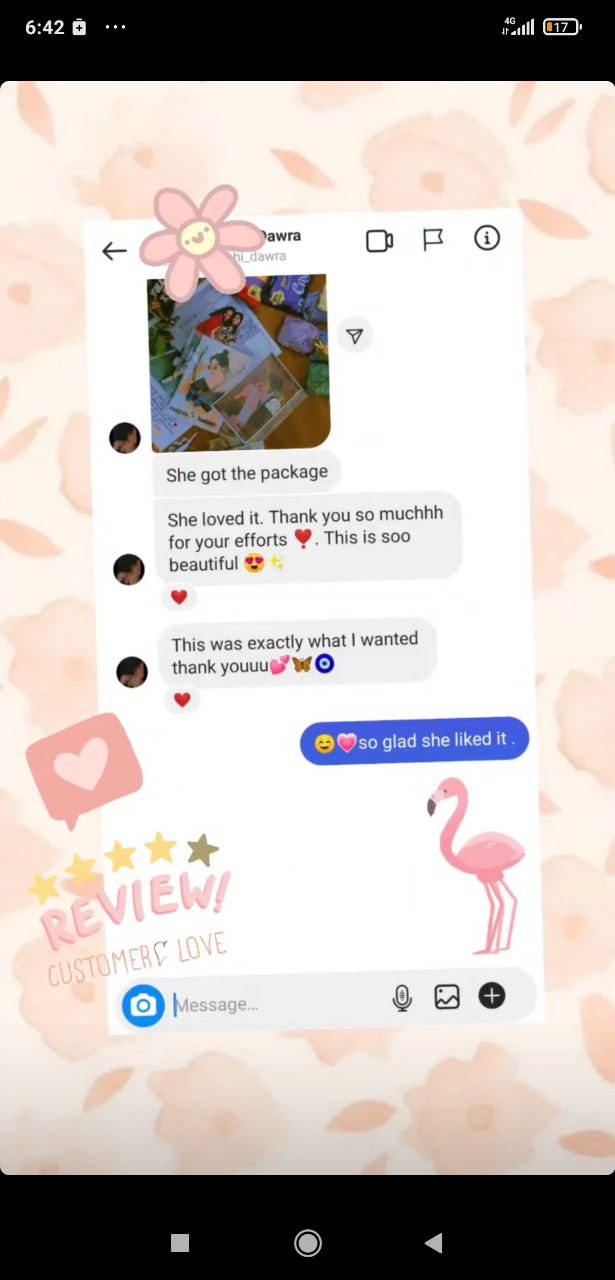 6:42
4G
17
Dawra
hi_dawra
She got the package
She loved it. Thank you so muchhh
for your efforts ❣️. This is soo
beautiful 😍✨
❤️
This was exactly what I wanted
thank youuu💕🦋🧿
❤️
☺️💗so glad she liked it .
REVIEW!
CUSTOMER LOVE
Message...